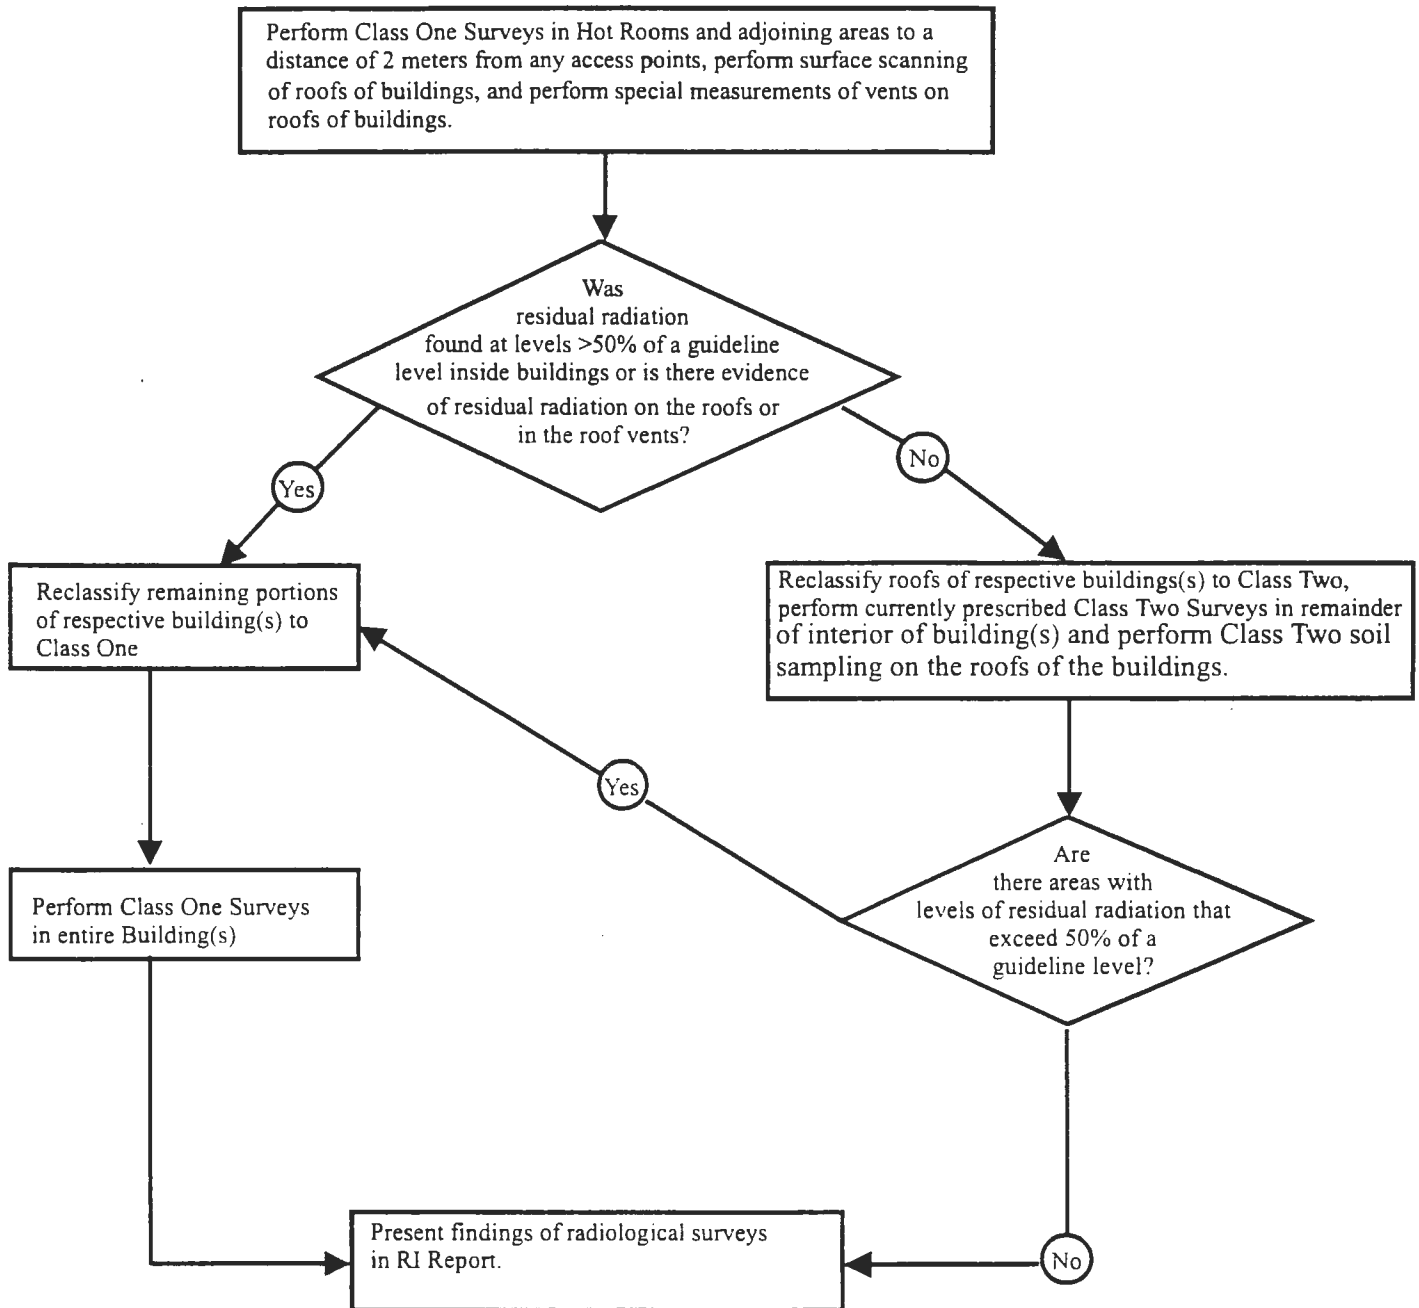 Perform Class One Surveys in Hot Rooms and adjoining areas to a
distance of 2 meters from any access points, perform surface scanning
of roofs of buildings, and perform special measurements of vents on
roofs of buildings.
Was
residual radiation
found at levels >50% of a guideline
level inside buildings or is there evidence
of residual radiation on the roofs or
in the roof vents?
Yes
No
Reclassify remaining portions
of respective building(s) to
Class One
Reclassify roofs of respective buildings(s) to Class Two,
perform currently prescribed Class Two Surveys in remainder
of interior of building(s) and perform Class Two soil
sampling on the roofs of the buildings.
Yes
Are
there areas with
levels of residual radiation that
exceed 50% of a
guideline level?
Perform Class One Surveys
in entire Building(s)
Present findings of radiological surveys
in RI Report.
No